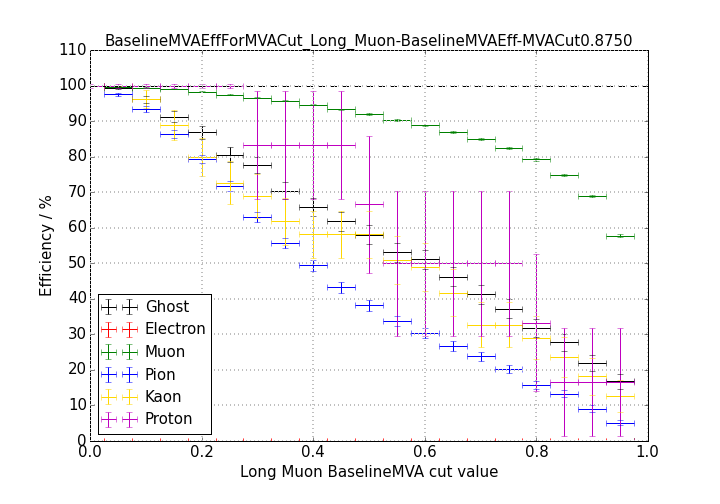 BaselineMVAEffForMVACut_Long_Muon-BaselineMVAEff-MVACut0.8750
110
100
90
80
70
60
50
40
30
20
10
0
Efficiency / %
Ghost
Electron
Muon
Pion
Kaon
Proton
0.0 0.2 0.4 0.6 0.8 1.0
Long Muon BaselineMVA cut value